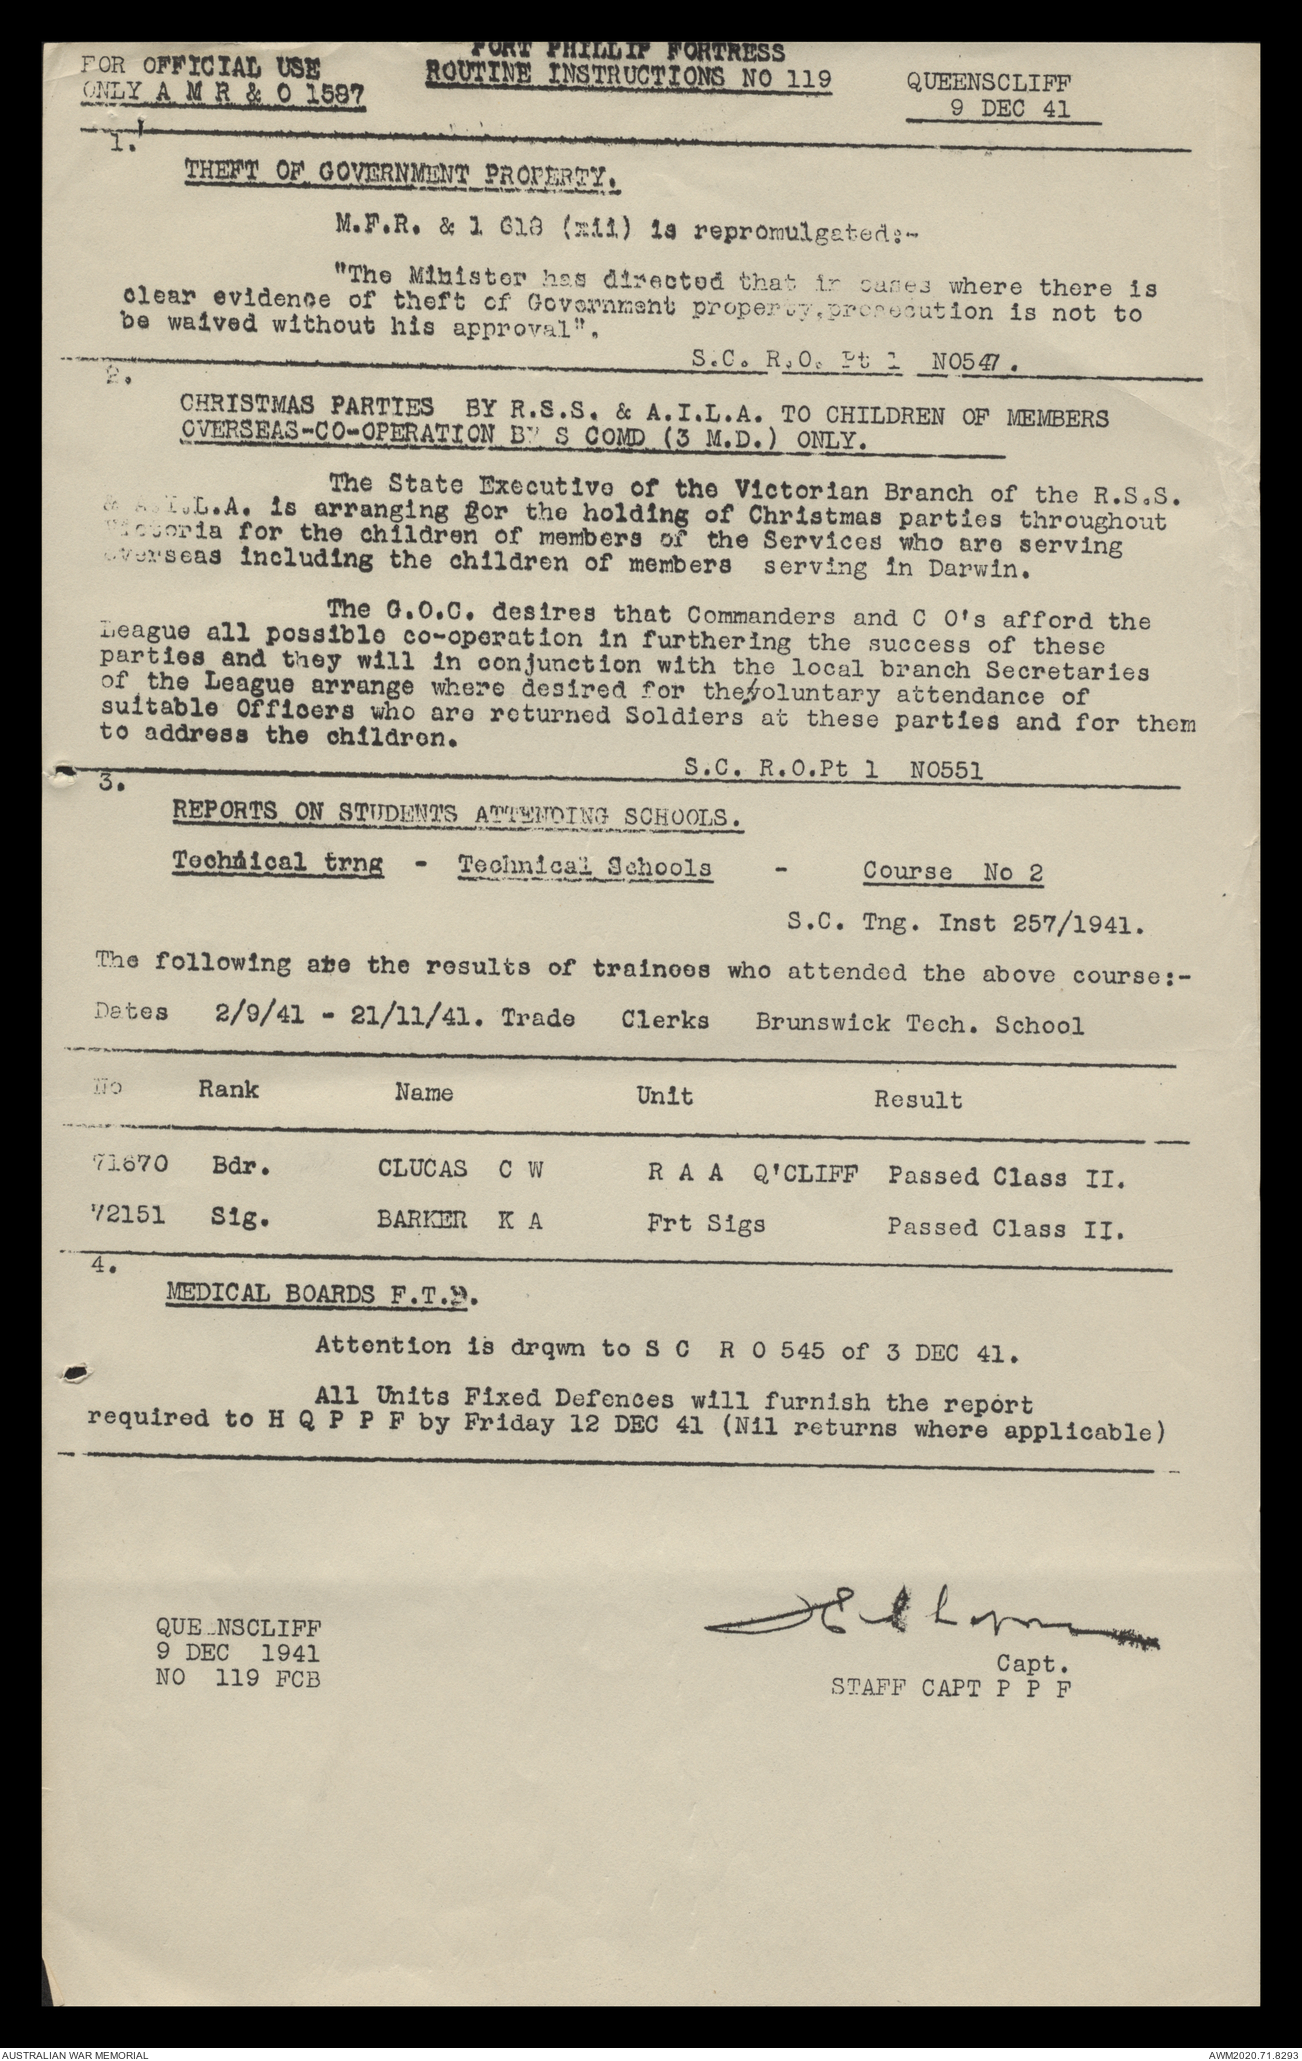 FOR OFFICIAL USE
ONLY A M R & O 1587
PORT PHILLIP FORTRESS
ROUTINE INSTRUCTIONS NO 119
QUEENSCLIFF
9 DEC 41
1.
THEFT OF GOVERNMENT PROPERTY.
M.F.R. & 1 618 (xii) is repromulgated:-
"The Minister has directed that in cases where there is
clear evidence of theft of Government property,prosecution is not to
be waived without his approval".
S.C. R.O. Pt 1 NO547.
2.
CHRISTMAS PARTIES BY R.S.S. & A.I.L.A. TO CHILDREN OF MEMBERS
OVERSEAS-CO-OPERATION BY S COMD (3 M.D.) ONLY.
The State Executive of the Victorian Branch of the R.S.S.
& A.I.L.A. is arranging for the holding of Christmas parties throughout
Victoria for the children of members of the Services who are serving
overseas including the children of members serving in Darwin.
The G.O.C. desires that Commanders and C O's afford the
League all possible co-operation in furthering the success of these
parties and they will in conjunction with the local branch Secretaries
of the League arrange where desired for the/voluntary attendance of
suitable Officers who are returned Soldiers at these parties and for them
to address the children.
S.C. R.O.Pt 1 NO551
3.
REPORTS ON STUDENTS ATTENDING SCHOOLS.
Technical trng - Technical Schools - Course No 2
S.C. Tng. Inst 257/1941.
The following are the results of trainees who attended the above course:-
Dates 2/9/41 - 21/11/41. Trade Clerks Brunswick Tech. School
No Rank Name Unit Result
71670 Bdr. CLUCAS C W R A A Q'CLIFF Passed Class II.
72151 Sig. BARKER K A Frt Sigs Passed Class II.
4.
MEDICAL BOARDS F.T.D.
Attention is drqwn to S C R O 545 of 3 DEC 41.
All Units Fixed Defences will furnish the report
required to H Q P P F by Friday 12 DEC 41 (Nil returns where applicable)
QUEENSCLIFF
9 DEC 1941
NO 119 FCB
Capt.
STAFF CAPT P P F
AUSTRALIAN WAR MEMORIAL
AWM2020.71.8293